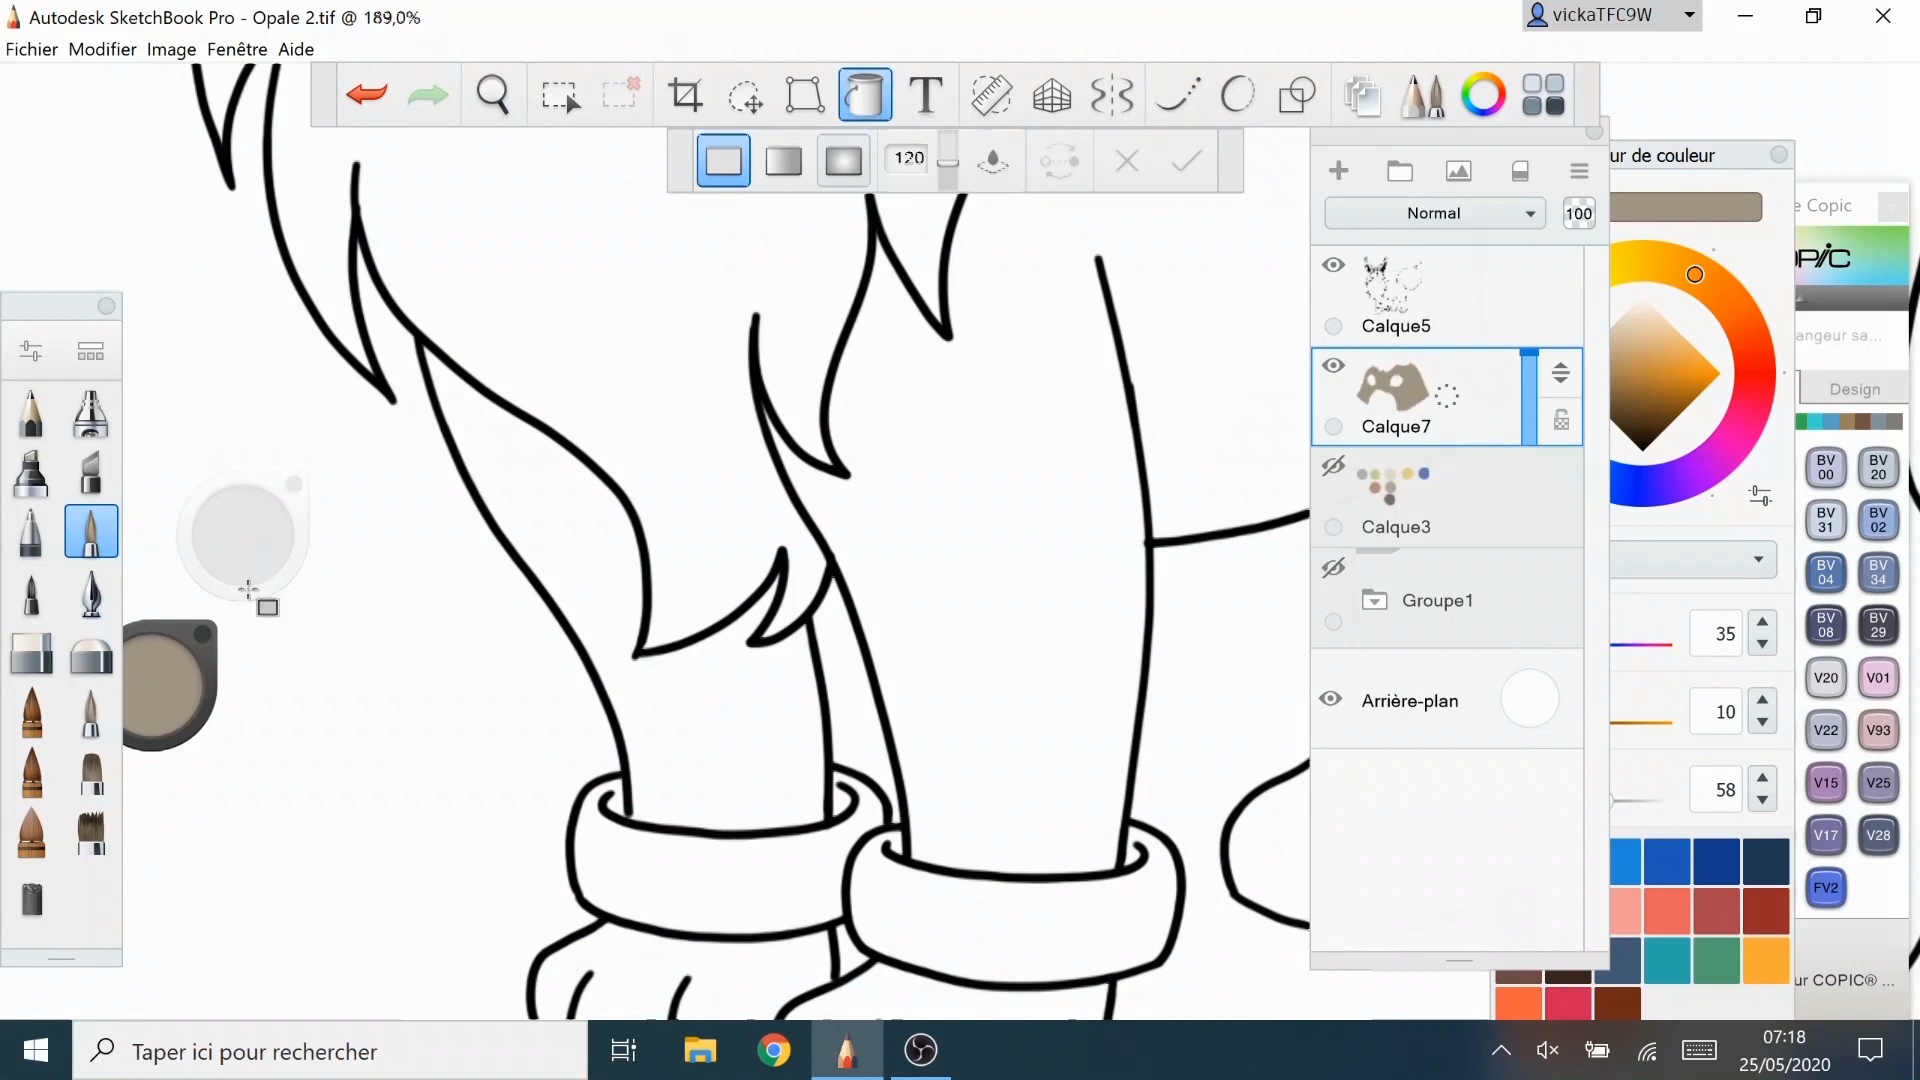 Autodesk SketchBook Pro - Opale 2.tif @ 189,0%
vickaTFC9W
Fichier Modifier Image Fenêtre Aide
T
120
ur de couleur
Normal
100
e Copic
Calque5
angeur sa...
Design
Calque7
BV 00
BV 20
Calque3
BV 31
BV 02
BV 04
BV 34
Groupe1
35
BV 08
BV 29
V20
V01
Arrière-plan
10
V22
V93
58
V15
V25
V17
V28
FV2
ur COPIC® ...
Taper ici pour rechercher
07:18
25/05/2020